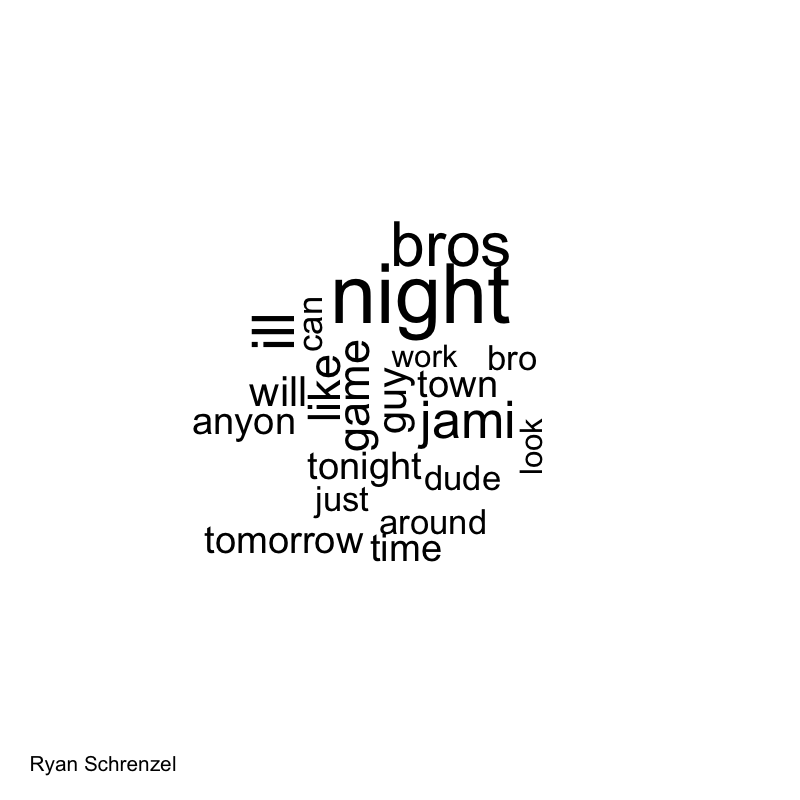 bros
night
ill
can
work
bro
like
game
guy
town
will
anyon
jami
look
tonight
dude
just
around
tomorrow
time
Ryan Schrenzel